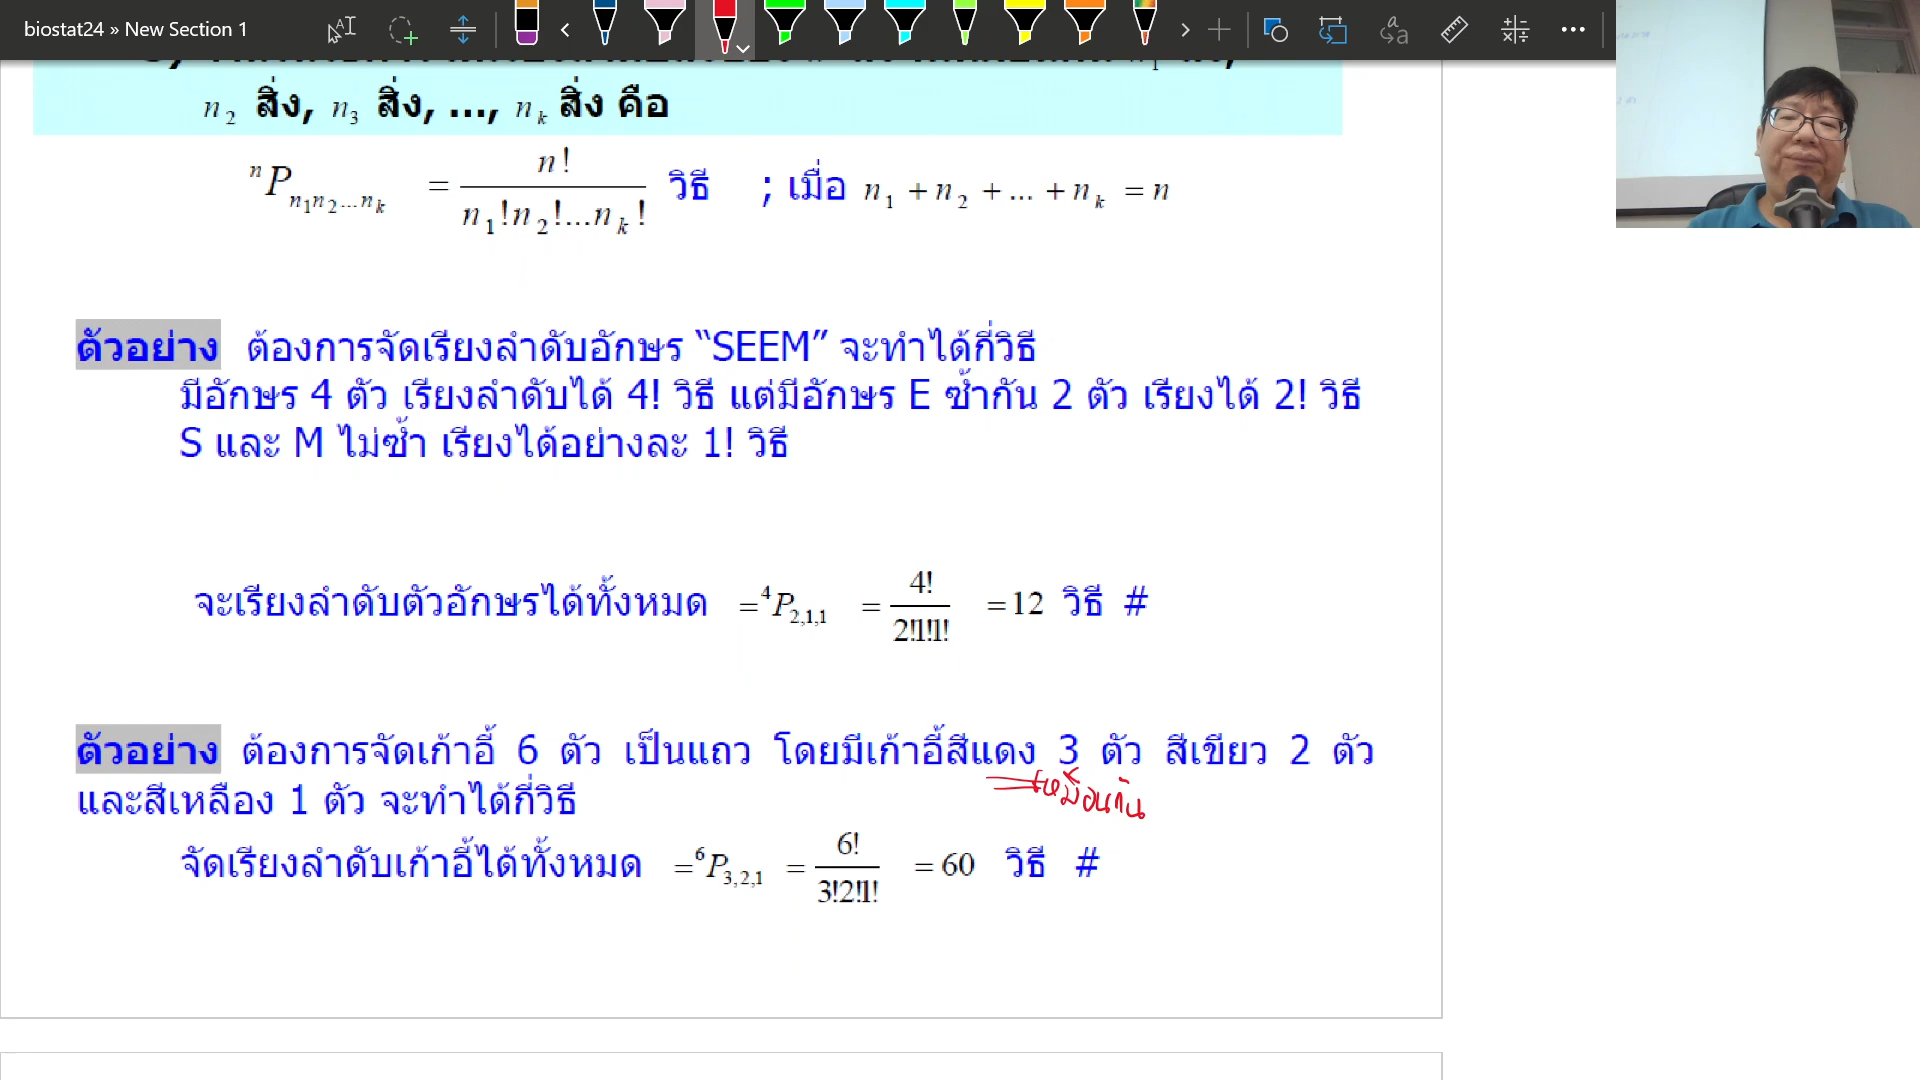 biostat24 » New Section 1
n₂ สิ่ง, n₃ สิ่ง, ..., nₖ สิ่ง คือ
ⁿP n₁n₂...nₖ = n! / n₁!n₂!...nₖ! วิธี ; เมื่อ n₁ + n₂ + ... + nₖ = n
ตัวอย่าง ต้องการจัดเรียงลำดับอักษร “SEEM” จะทำได้กี่วิธี
มีอักษร 4 ตัว เรียงลำดับได้ 4! วิธี แต่มีอักษร E ซ้ำกัน 2 ตัว เรียงได้ 2! วิธี
S และ M ไม่ซ้ำ เรียงได้อย่างละ 1! วิธี
จะเรียงลำดับตัวอักษรได้ทั้งหมด = ⁴P₂,₁,₁ = 4! / 2!1!1! = 12 วิธี #
ตัวอย่าง ต้องการจัดเก้าอี้ 6 ตัว เป็นแถว โดยมีเก้าอี้สีแดง 3 ตัว สีเขียว 2 ตัว
และสีเหลือง 1 ตัว จะทำได้กี่วิธี
เหมือนกัน
จัดเรียงลำดับเก้าอี้ได้ทั้งหมด = ⁶P₃,₂,₁ = 6! / 3!2!1! = 60 วิธี #